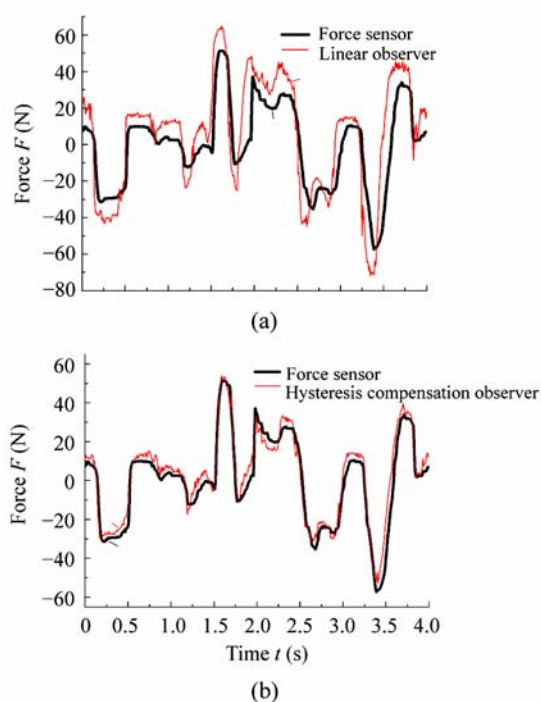 60
40
20
0
−20
−40
−60
−80
Force F (N)
Force sensor
Linear observer
(a)
60
40
20
0
−20
−40
−60
Force F (N)
Force sensor
Hysteresis compensation observer
0 0.5 1.0 1.5 2.0 2.5 3.0 3.5 4.0
Time t (s)
(b)